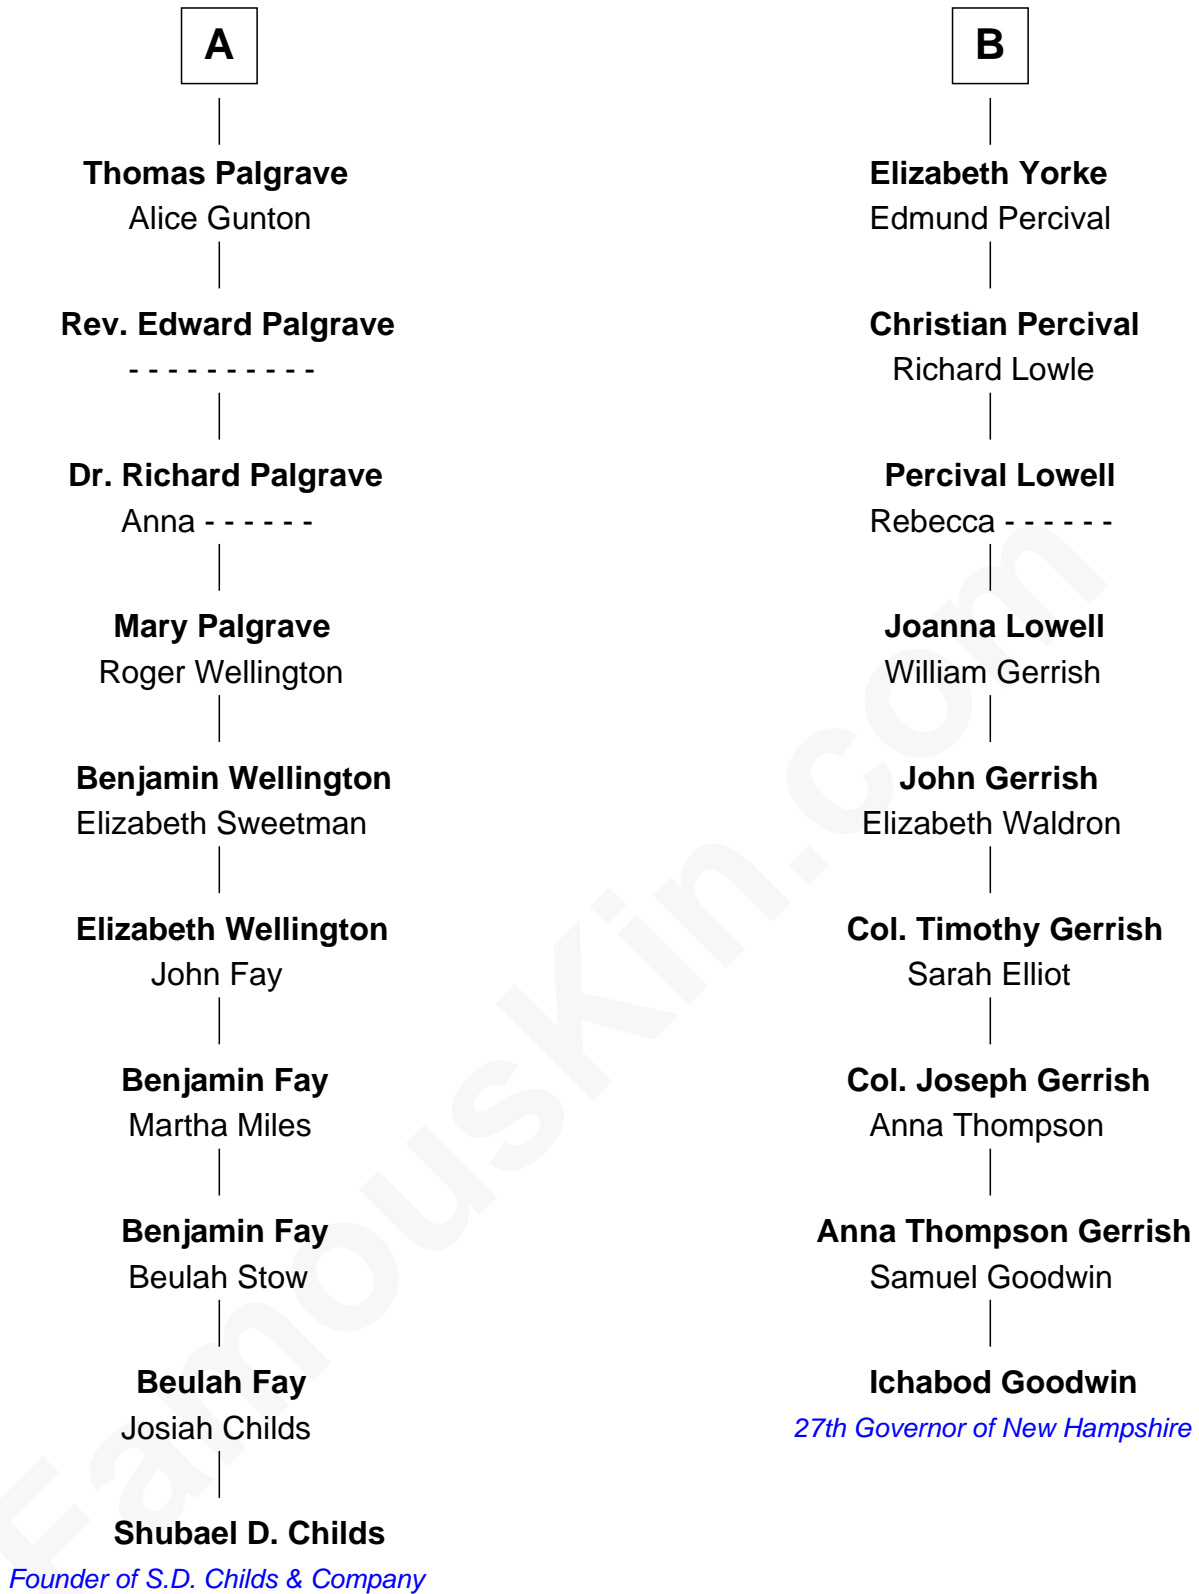 A
Thomas Palgrave
Alice Gunton
Rev. Edward Palgrave
- - - - - - - - - -
Dr. Richard Palgrave
Anna - - - - - -
Mary Palgrave
Roger Wellington
Benjamin Wellington
Elizabeth Sweetman
Elizabeth Wellington
John Fay
Benjamin Fay
Martha Miles
Benjamin Fay
Beulah Stow
Beulah Fay
Josiah Childs
Shubael D. Childs
Founder of S.D. Childs & Company
B
Elizabeth Yorke
Edmund Percival
Christian Percival
Richard Lowle
Percival Lowell
Rebecca - - - - - -
Joanna Lowell
William Gerrish
John Gerrish
Elizabeth Waldron
Col. Timothy Gerrish
Sarah Elliot
Col. Joseph Gerrish
Anna Thompson
Anna Thompson Gerrish
Samuel Goodwin
Ichabod Goodwin
27th Governor of New Hampshire
FamousKin.com